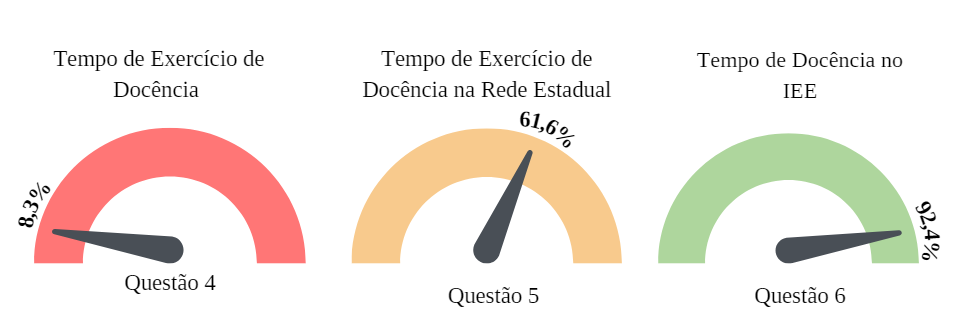 Tempo de Exercício de
Docência
8,3%
Questão 4
Tempo de Exercício de
Docência na Rede Estadual
61,6%
Questão 5
Tempo de Docência no
IEE
92,4%
Questão 6